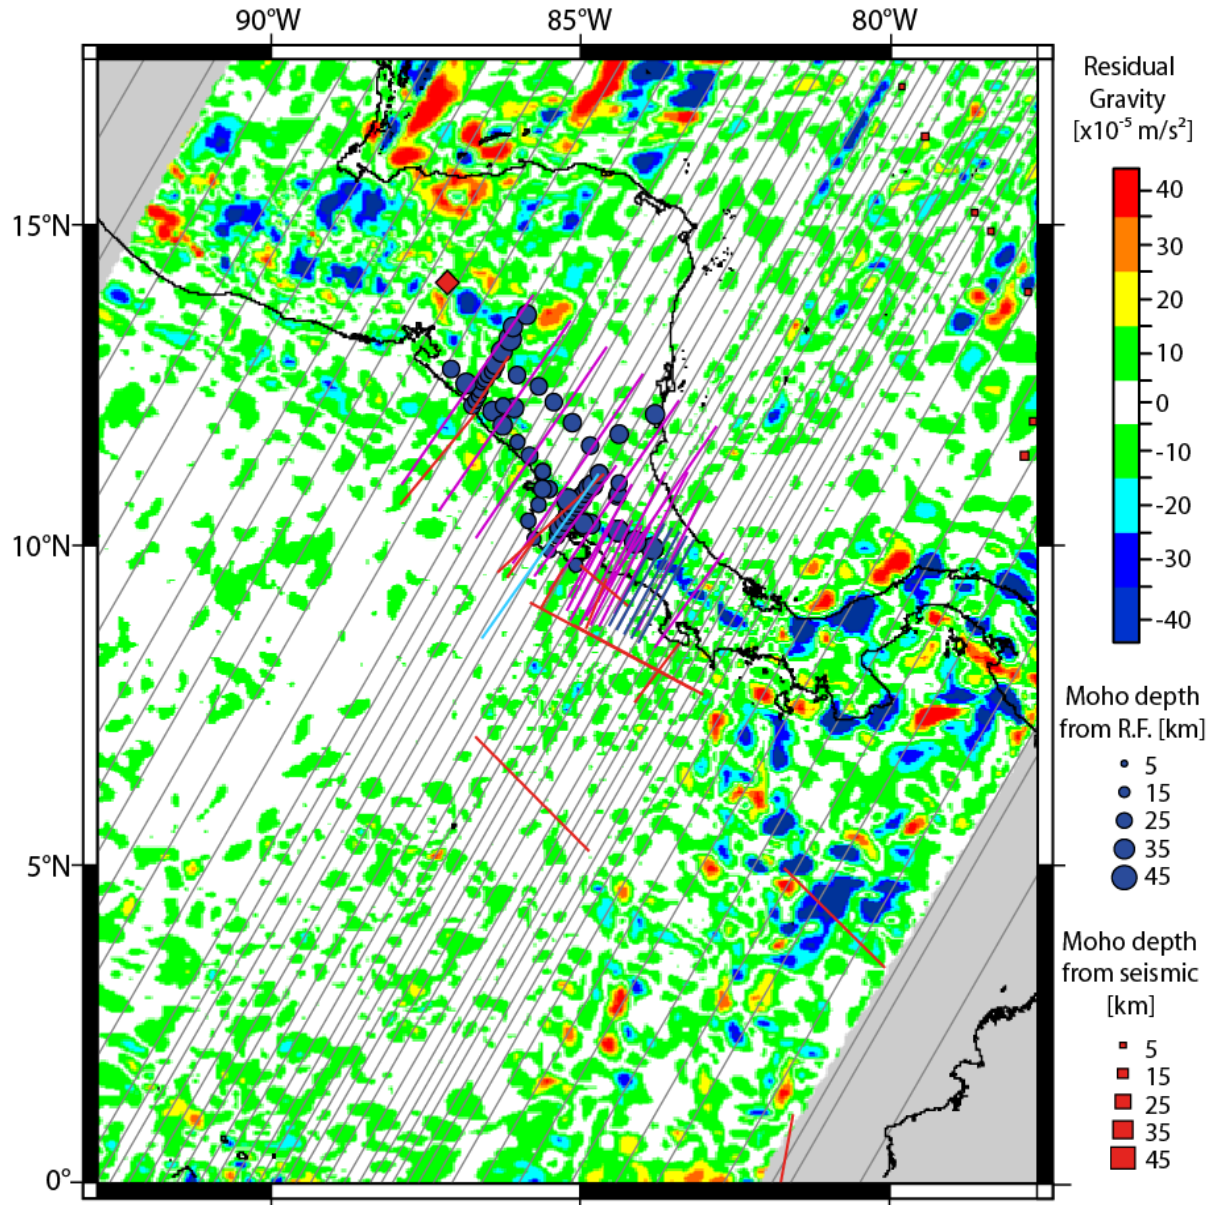 90°W
85°W
80°W
15°N
10°N
5°N
0°
Residual
Gravity
[x10⁻⁵ m/s²]
40
30
20
10
0
-10
-20
-30
-40
Moho depth
from R.F. [km]
5
15
25
35
45
Moho depth
from seismic
[km]
5
15
25
35
45